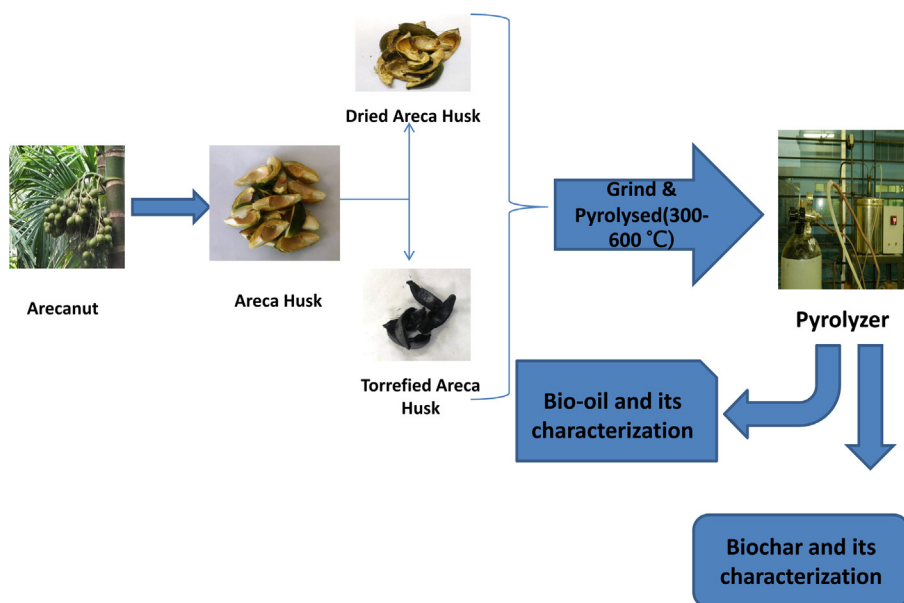 Dried Areca Husk
Grind &
Pyrolysed(300-
600 ℃)
Arecanut
Areca Husk
Pyrolyzer
Torrefied Areca
Husk
Bio-oil and its
characterization
Biochar and its
characterization